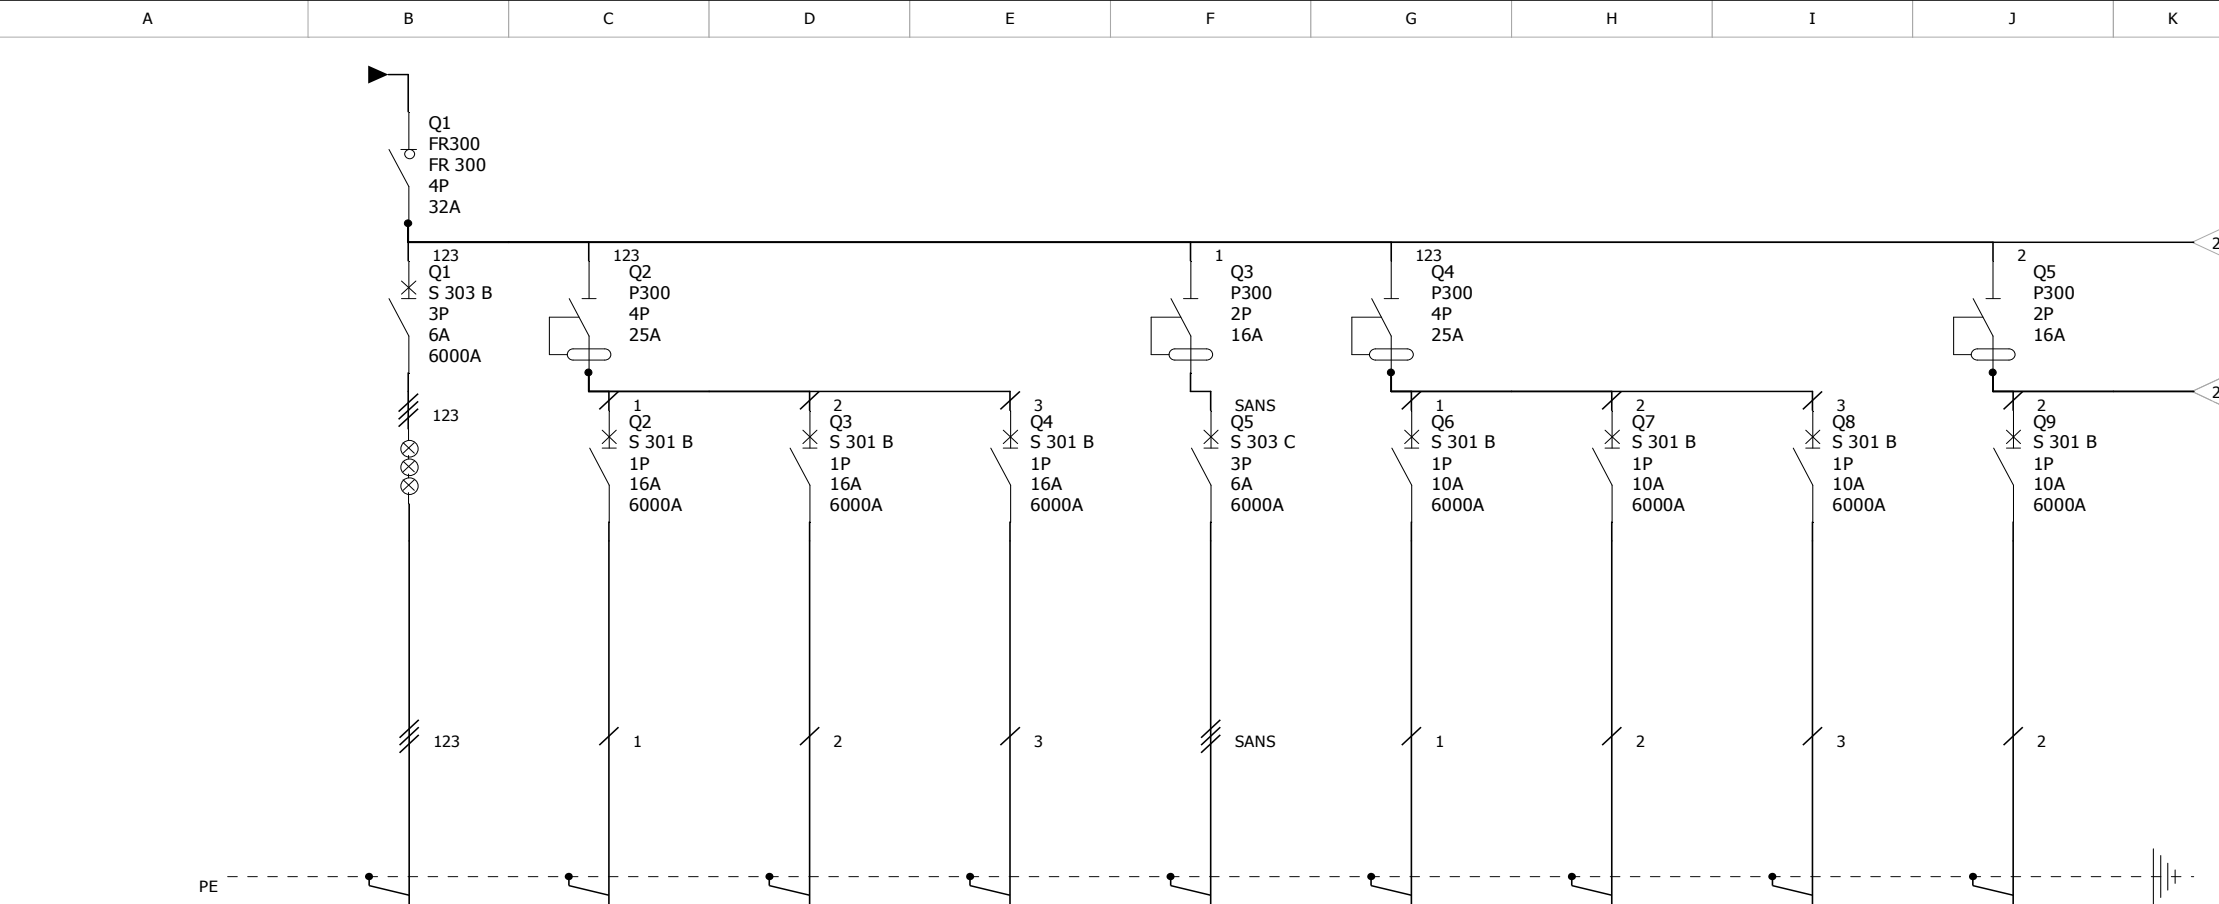 A B C D E F G H I J K
Q1
FR300
FR 300
4P
32A
123
Q1
S 303 B
3P
6A
6000A
123
123
Q2
P300
4P
25A
1
Q3
P300
2P
16A
123
Q4
P300
4P
25A
2
Q5
P300
2P
16A
2
2
1
Q2
S 301 B
1P
16A
6000A
2
Q3
S 301 B
1P
16A
6000A
3
Q4
S 301 B
1P
16A
6000A
SANS
Q5
S 303 C
3P
6A
6000A
1
Q6
S 301 B
1P
10A
6000A
2
Q7
S 301 B
1P
10A
6000A
3
Q8
S 301 B
1P
10A
6000A
2
Q9
S 301 B
1P
10A
6000A
123 1 2 3 SANS 1 2 3 2
PE